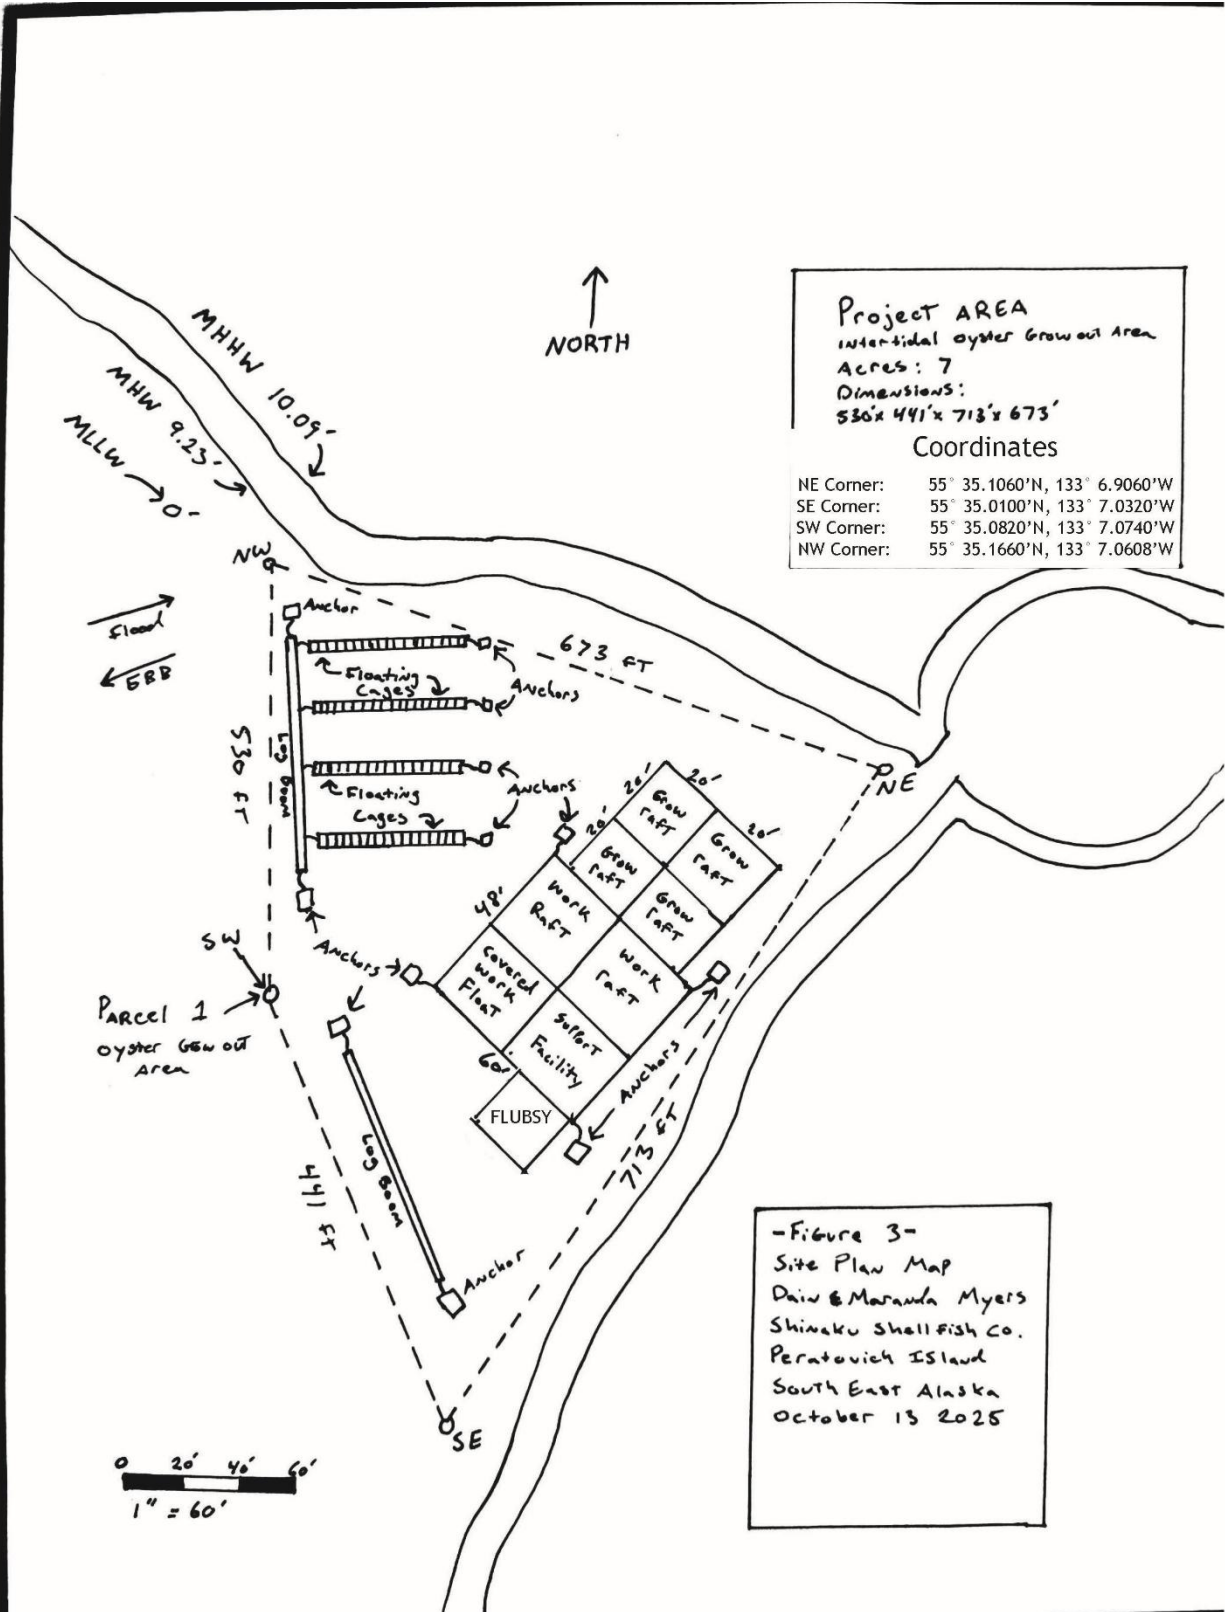 MHHW 10.09'
MHW 9.23'
MLLW
0'
NORTH
Project AREA
intertidal oyster Grow out Area
Acres: 7
Dimensions:
530'x 441'x 713'x 673'
Coordinates
NE Corner: 55° 35.1060'N, 133° 6.9060'W
SE Corner: 55° 35.0100'N, 133° 7.0320'W
SW Corner: 55° 35.0820'N, 133° 7.0740'W
NW Corner: 55° 35.1660'N, 133° 7.0608'W
NW
Anchor
Flood
EBB
Floating
Cages
Anchors
673 FT
530 FT
Log Boom
Floating
Cages
Anchors
NE
20'
20'
20'
20'
Grow
raft
Grow
raft
Grow
raft
Grow
raft
48'
Work
Raft
Work
raft
Covered
Work
Float
Support
Facility
60'
FLUBSY
Anchors
713 FT
SW
Anchors
PARcel 1
oyster Gow out
Area
Log Boom
441 FT
Anchor
SE
0 20' 40' 60'
1" = 60'
-Figure 3-
Site Plan Map
Dain & Maranda Myers
Shinaku Shellfish Co.
Peratovich Island
South East Alaska
October 13 2025